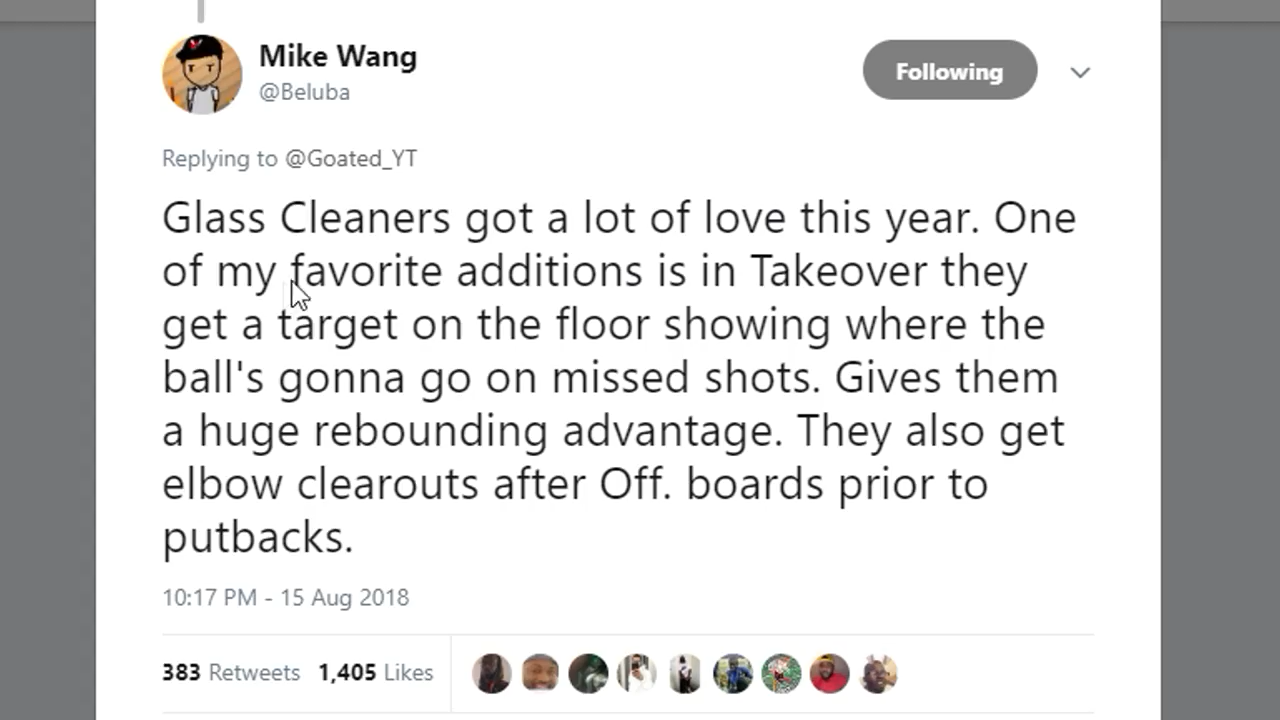 Mike Wang
@Beluba
Following
Replying to @Goated_YT
Glass Cleaners got a lot of love this year. One
of my favorite additions is in Takeover they
get a target on the floor showing where the
ball's gonna go on missed shots. Gives them
a huge rebounding advantage. They also get
elbow clearouts after Off. boards prior to
putbacks.
10:17 PM - 15 Aug 2018
383 Retweets 1,405 Likes